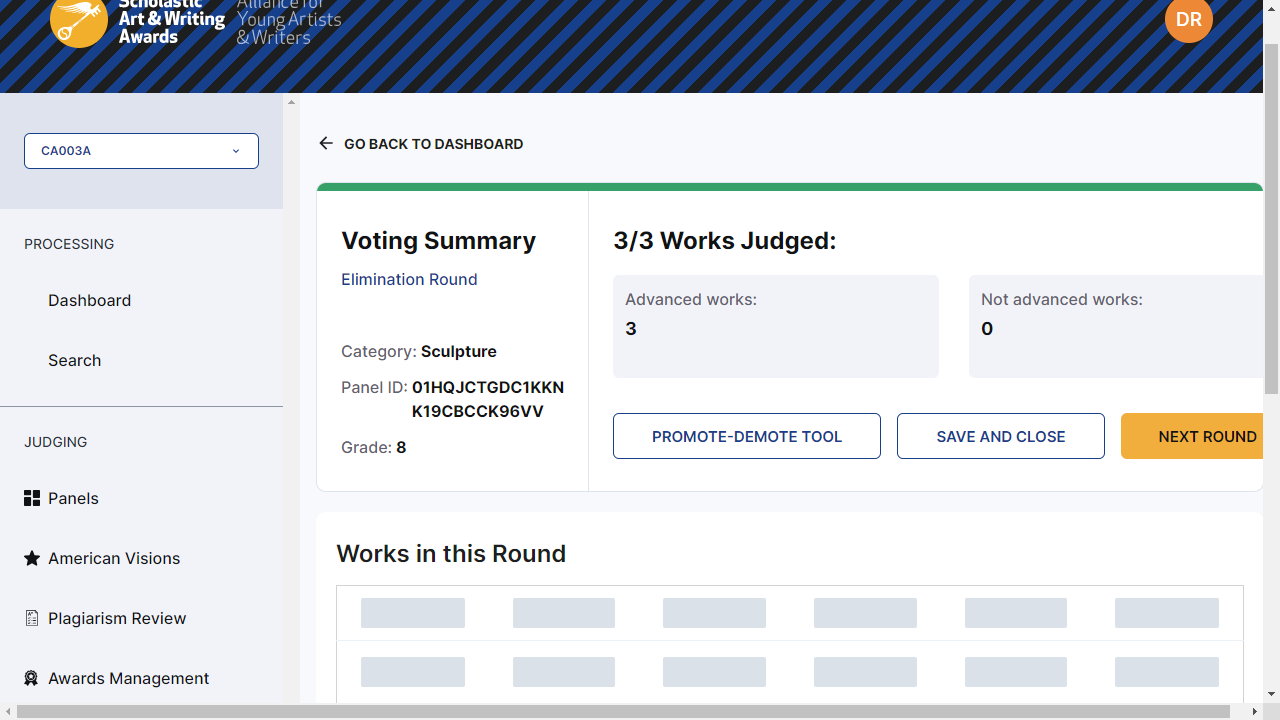 Scholastic
Art & Writing
Awards
Alliance for
Young Artists
& Writers
DR
CA003A
GO BACK TO DASHBOARD
PROCESSING
Dashboard
Search
JUDGING
Panels
American Visions
Plagiarism Review
Awards Management
Voting Summary
Elimination Round
Category: Sculpture
Panel ID: 01HQJCTGDC1KKN
K19CBCCK96VV
Grade: 8
3/3 Works Judged:
Advanced works:
3
Not advanced works:
0
PROMOTE-DEMOTE TOOL
SAVE AND CLOSE
NEXT ROUND
Works in this Round